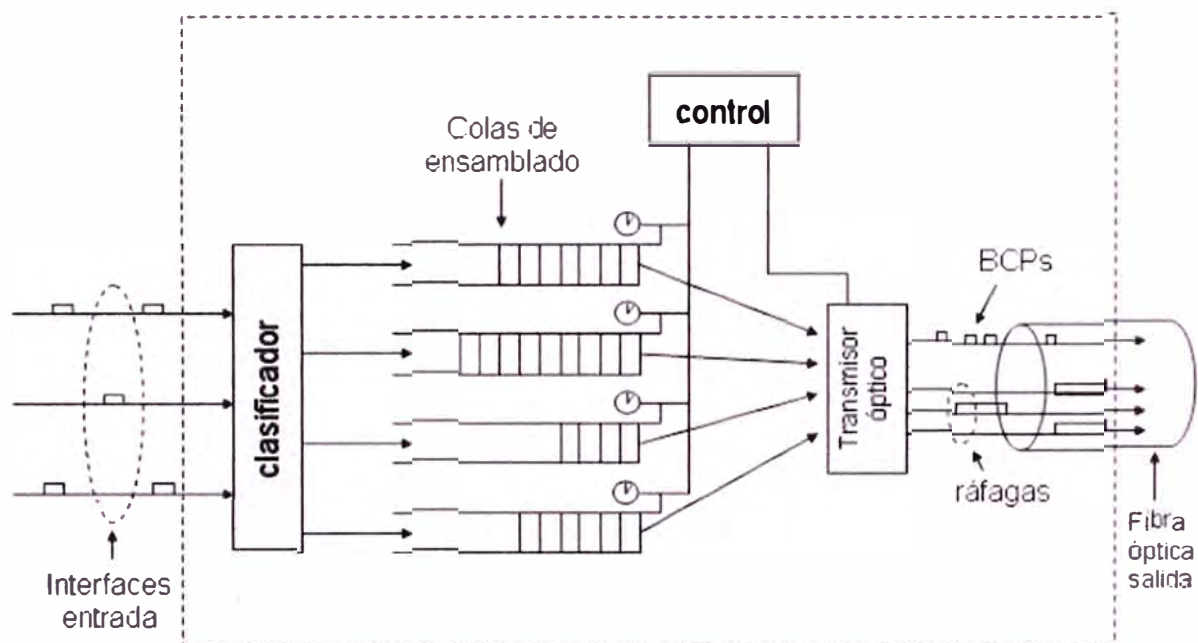 control
Colas de
ensamblado
BCPs
clasificador
Transmisor
óptico
ráfagas
Interfaces
entrada
Fibra
óptica
salida